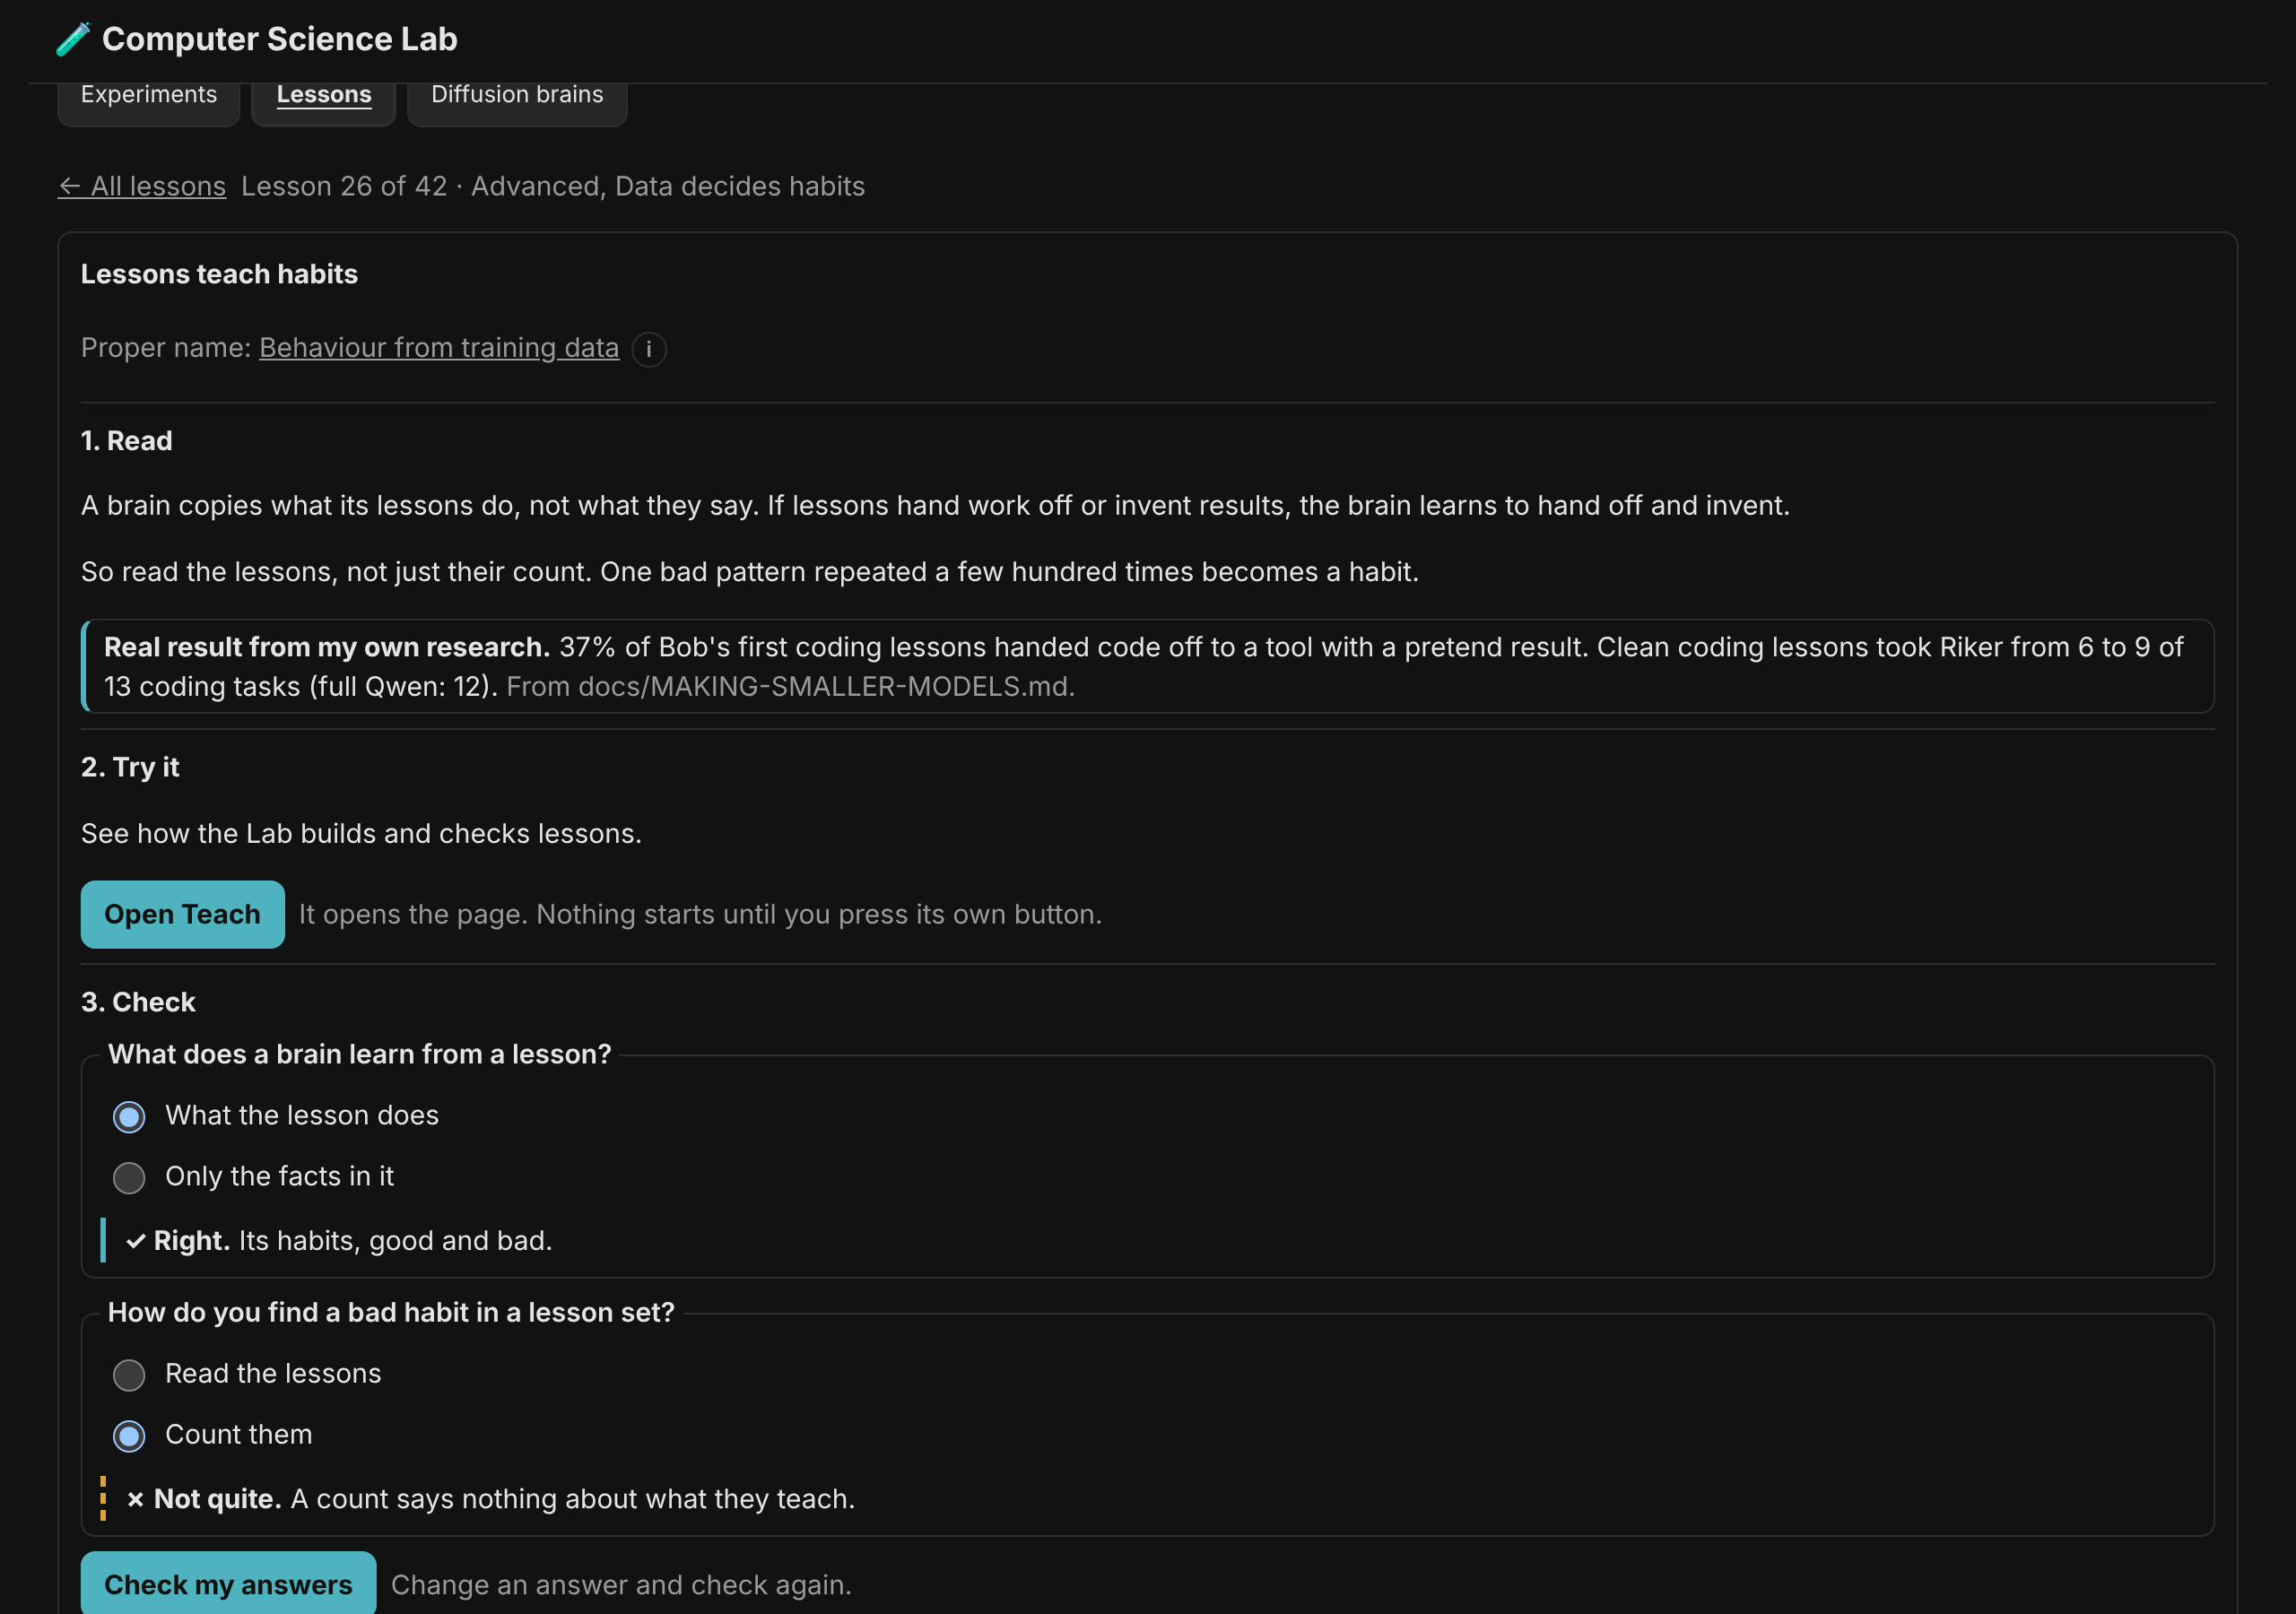 🧪 Computer Science Lab
Experiments Lessons Diffusion brains
← All lessons Lesson 26 of 42 · Advanced, Data decides habits
Lessons teach habits
Proper name: Behaviour from training data i
1. Read
A brain copies what its lessons do, not what they say. If lessons hand work off or invent results, the brain learns to hand off and invent.
So read the lessons, not just their count. One bad pattern repeated a few hundred times becomes a habit.
Real result from my own research. 37% of Bob's first coding lessons handed code off to a tool with a pretend result. Clean coding lessons took Riker from 6 to 9 of
13 coding tasks (full Qwen: 12). From docs/MAKING-SMALLER-MODELS.md.
2. Try it
See how the Lab builds and checks lessons.
Open Teach It opens the page. Nothing starts until you press its own button.
3. Check
What does a brain learn from a lesson?
What the lesson does
Only the facts in it
✓ Right. Its habits, good and bad.
How do you find a bad habit in a lesson set?
Read the lessons
Count them
× Not quite. A count says nothing about what they teach.
Check my answers Change an answer and check again.